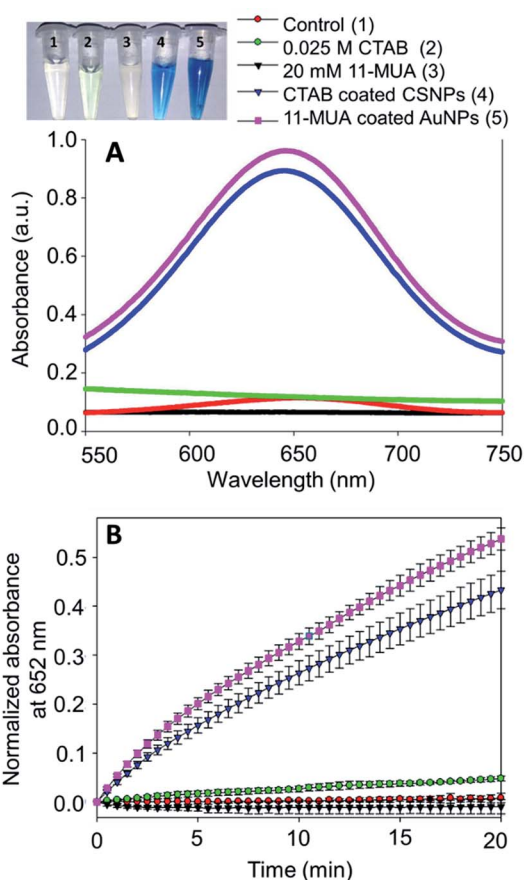 1 2 3 4 5
Control (1)
0.025 M CTAB (2)
20 mM 11-MUA (3)
CTAB coated CSNPs (4)
11-MUA coated AuNPs (5)
A
Absorbance (a.u.)
1.0
0.8
0.6
0.4
0.2
0.0
550 600 650 700 750
Wavelength (nm)
B
Normalized absorbance
at 652 nm
0.5
0.4
0.3
0.2
0.1
0.0
0 5 10 15 20
Time (min)